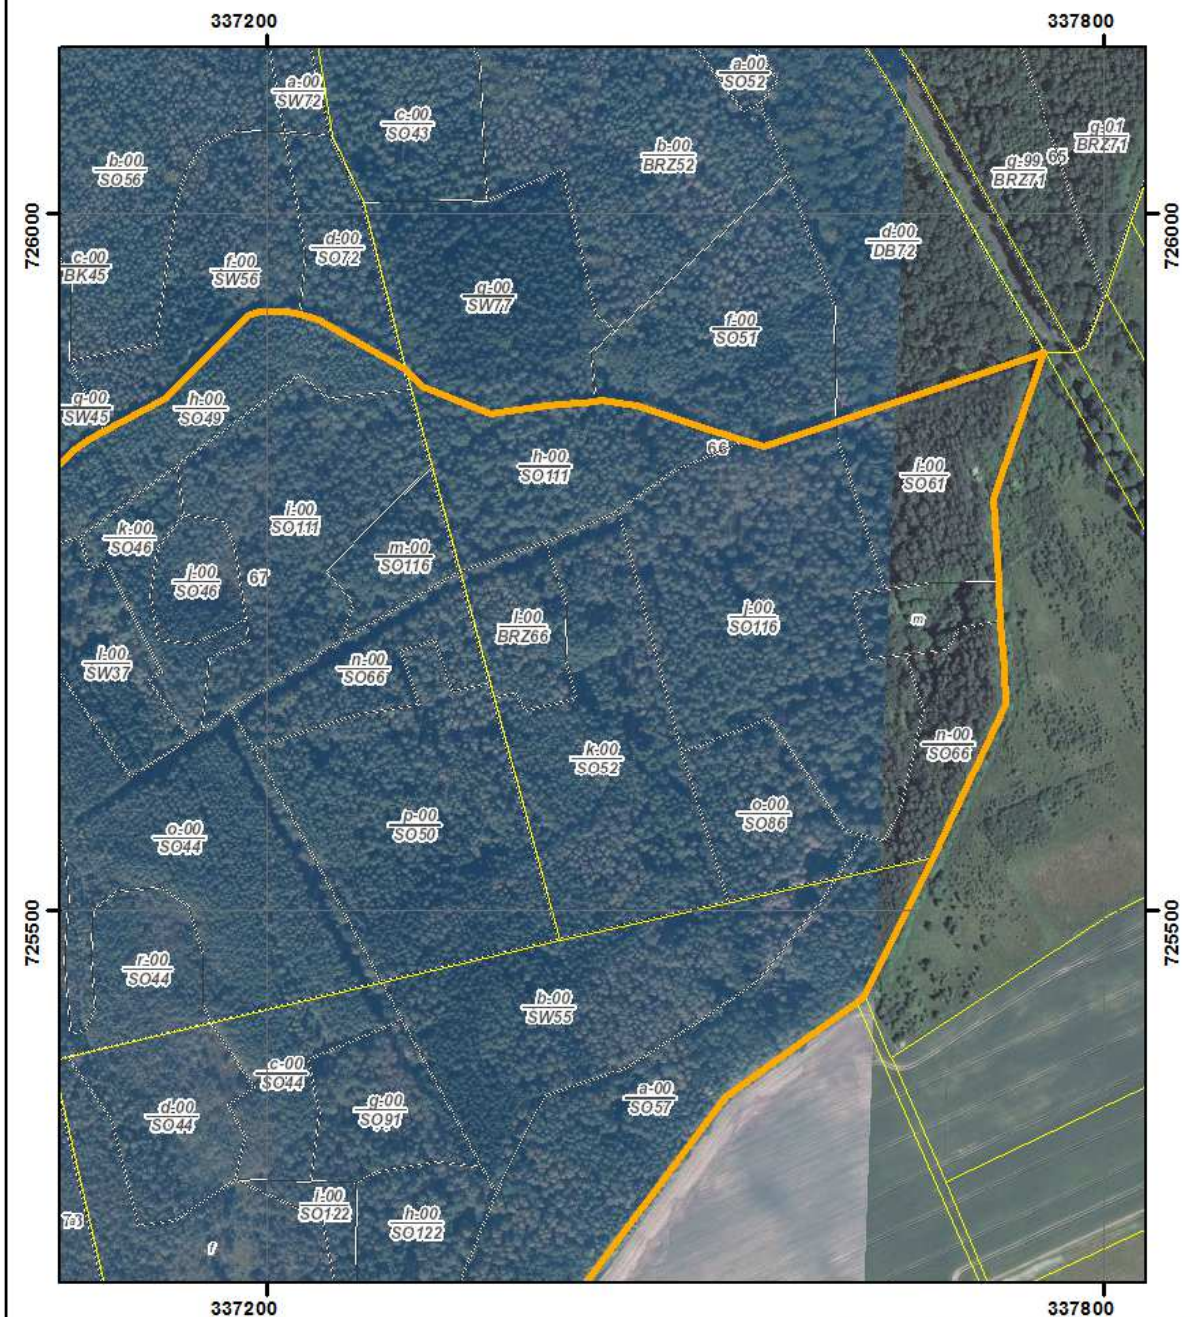 337200
337800
a-00
SO52
a-00
SW72
c-00
SO43
g-01
BRZ71
b-00
SO56
b-00
BRZ52
g-99
BRZ71
65
726000
726000
d-00
SO72
d-00
DB72
c-00
BK45
f-00
SW56
g-00
SW77
f-00
SO51
g-00
SW45
h-00
SO49
66
h-00
SO111
i-00
SO61
i-00
SO111
k-00
SO46
m-00
SO116
j-00
SO46
67
l-00
BRZ66
j-00
SO116
m
l-00
SW37
n-00
SO66
n-00
SO66
k-00
SO52
o-00
SO86
p-00
SO50
o-00
SO44
725500
725500
r-00
SO44
b-00
SW55
c-00
SO44
a-00
SO57
d-00
SO44
g-00
SO91
i-00
SO122
h-00
SO122
f
337200
337800